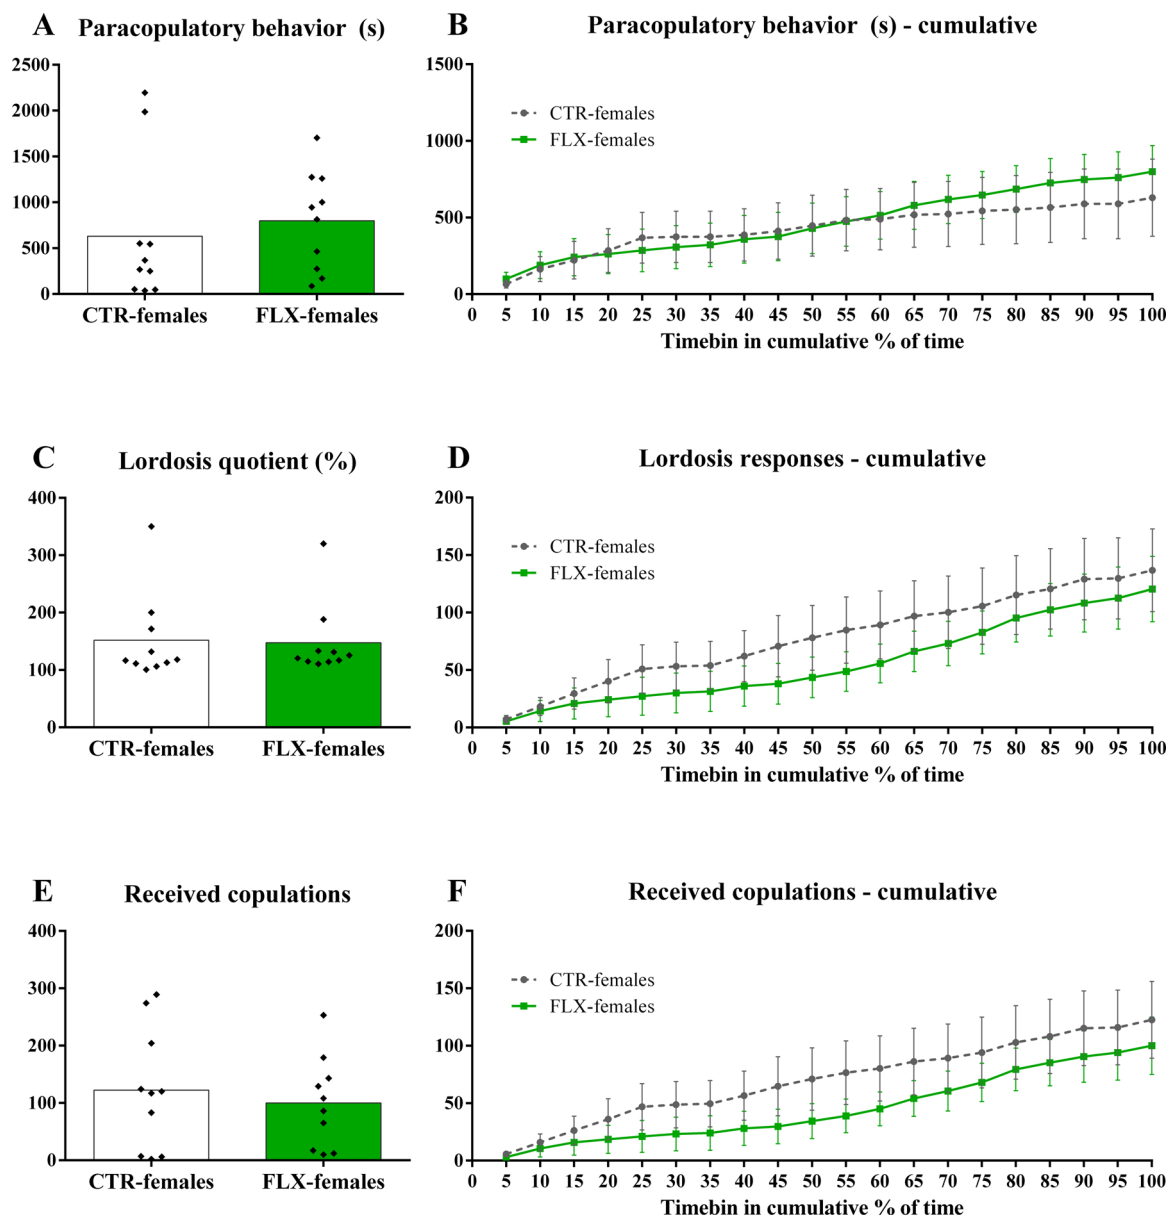 A Paracopulatory behavior (s)
2500
2000
1500
1000
500
0
CTR-females FLX-females
B Paracopulatory behavior (s) - cumulative
1500
1000
500
0
CTR-females
FLX-females
0 5 10 15 20 25 30 35 40 45 50 55 60 65 70 75 80 85 90 95 100
Timebin in cumulative % of time
C Lordosis quotient (%)
400
300
200
100
0
CTR-females FLX-females
D Lordosis responses - cumulative
200
150
100
50
0
CTR-females
FLX-females
0 5 10 15 20 25 30 35 40 45 50 55 60 65 70 75 80 85 90 95 100
Timebin in cumulative % of time
E Received copulations
400
300
200
100
0
CTR-females FLX-females
F Received copulations - cumulative
200
150
100
50
0
CTR-females
FLX-females
0 5 10 15 20 25 30 35 40 45 50 55 60 65 70 75 80 85 90 95 100
Timebin in cumulative % of time